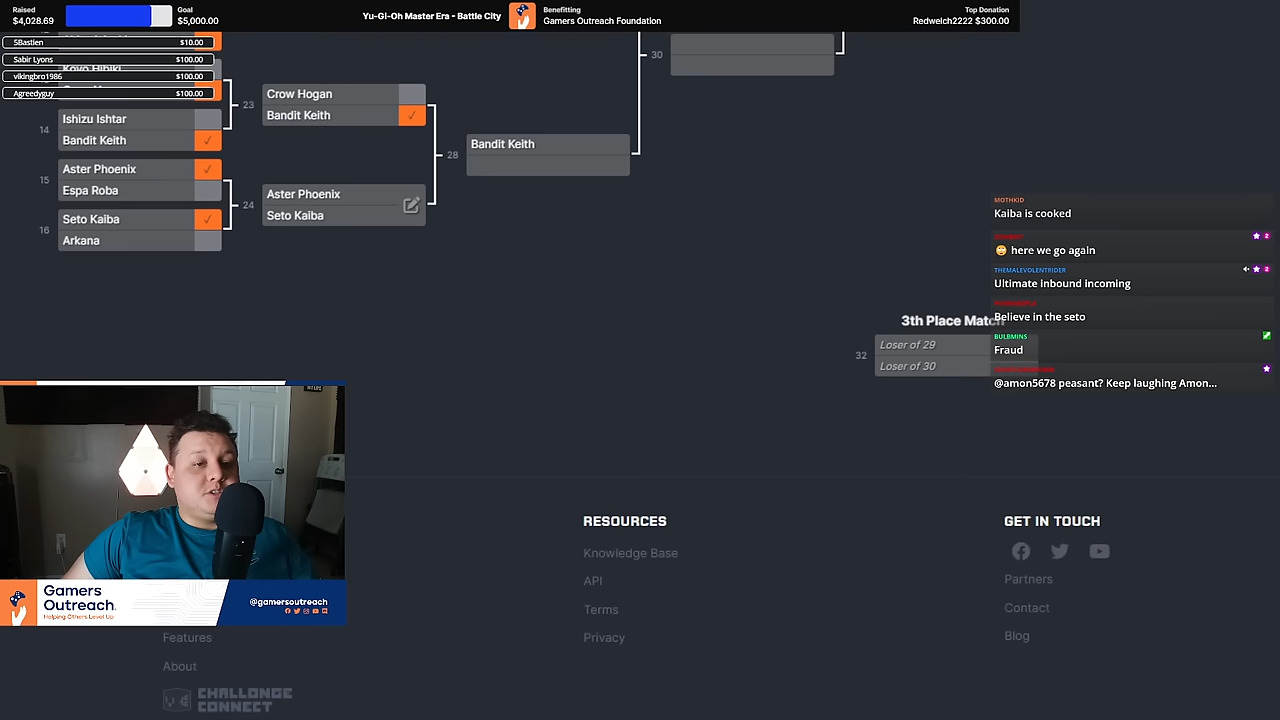 Raised
$4,028.69
Goal
$5,000.00
Yu-Gi-Oh Master Era - Battle City
Benefitting
Gamers Outreach Foundation
Top Donation
Redwelch2222 $300.00
5Bastien $10.00
Sabir Lyons $100.00
vikingbro1986 $100.00
Agreedyguy $100.00
14
Ishizu Ishtar
Bandit Keith
15
Aster Phoenix
Espa Roba
16
Seto Kaiba
Arkana
23
Crow Hogan
Bandit Keith
24
Aster Phoenix
Seto Kaiba
28
Bandit Keith
30
3th Place Match
32
Loser of 29
Loser of 30
MOTHKID
Kaiba is cooked
2
here we go again
THEMALEVOLENTRIDER
2
Ultimate inbound incoming
Believe in the seto
BULBMINS
Fraud
@amon5678 peasant? Keep laughing Amon...
Gamers
Outreach
Helping Others Level Up
@gamersoutreach
Features
About
CHALLONGE
CONNECT
RESOURCES
Knowledge Base
API
Terms
Privacy
GET IN TOUCH
Partners
Contact
Blog